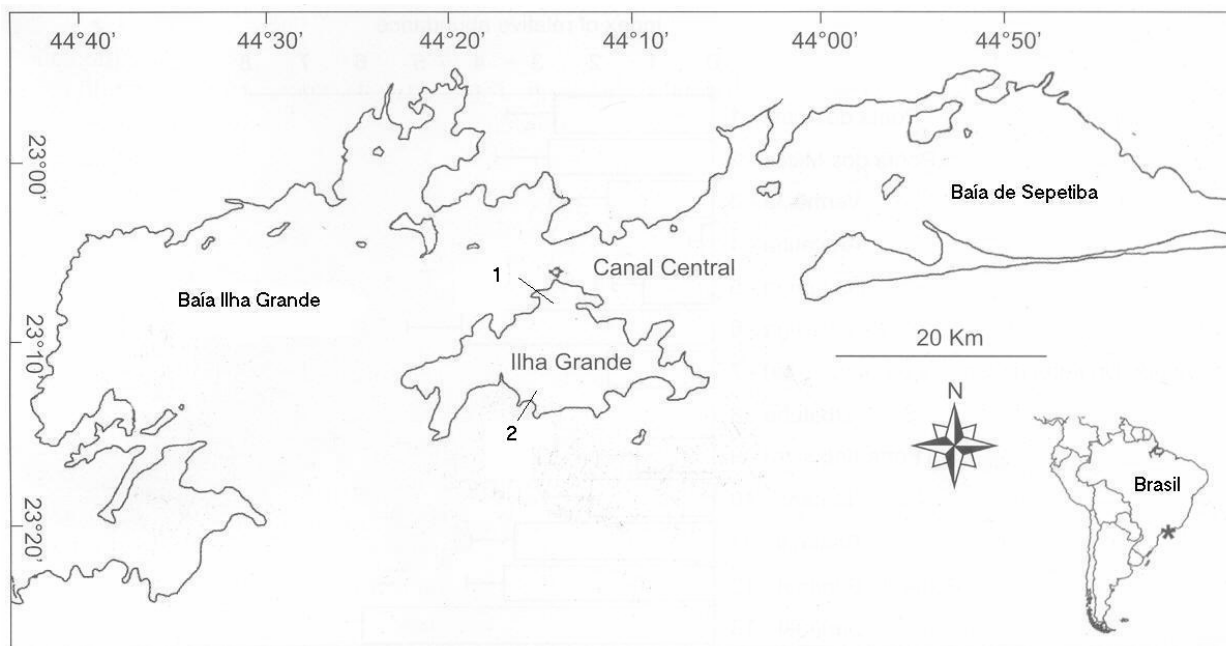 44°40' 44°30' 44°20' 44°10' 44°00' 44°50'
23°00'
Baía de Sepetiba
1
Canal Central
Baía Ilha Grande
23°10'
Ilha Grande
20 Km
N
2
Brasil
*
23°20'